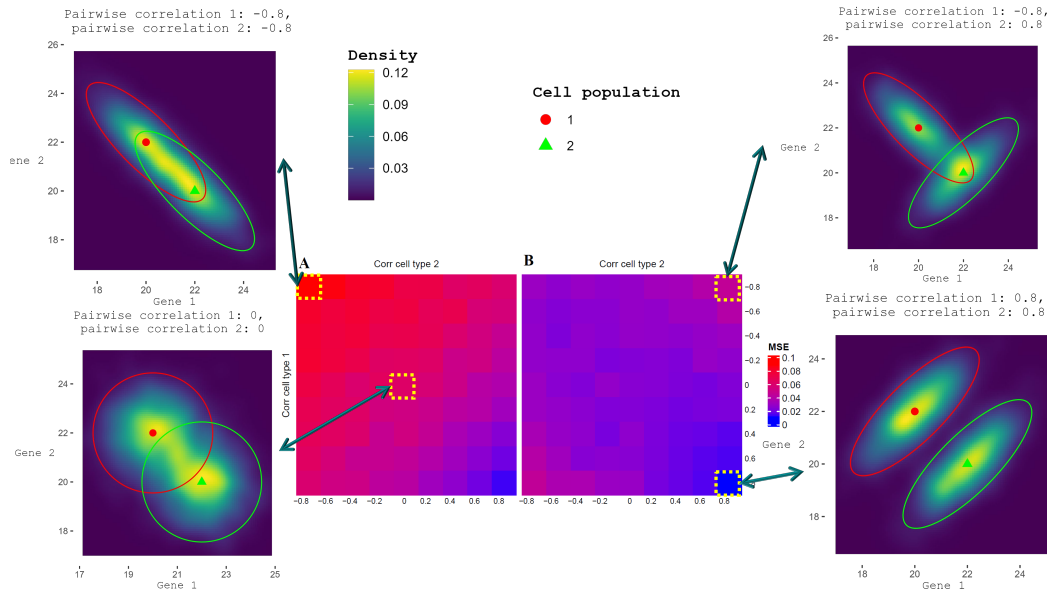 Pairwise correlation 1: -0.8,
pairwise correlation 2: -0.8
26 -
24 -
22 -
ene 2
20 -
18 -
18 20 22 24
Gene 1
Density
0.12
0.09
0.06
0.03
Cell population
1
2
Pairwise correlation 1: -0.8,
pairwise correlation 2: 0.8
26 -
24 -
22 -
Gene 2
20 -
18 -
18 20 22 24
Gene 1
Pairwise correlation 1: 0,
pairwise correlation 2: 0
24 -
22 -
Gene 2
20 -
18 -
17 19 21 23 25
Gene 1
A
Corr cell type 2
Corr cell type 1
−0.8 −0.6 −0.4 −0.2 0 0.2 0.4 0.6 0.8
B
Corr cell type 2
−0.8
−0.6
−0.4
−0.2
0
0.2
0.4
0.6
−0.8 −0.6 −0.4 −0.2 0 0.2 0.4 0.6 0.8
MSE
0.1
0.08
0.06
0.04
0.02
0
Pairwise correlation 1: 0.8,
pairwise correlation 2: 0.8
24 -
22 -
Gene 2
20 -
18 -
18 20 22 24
Gene 1